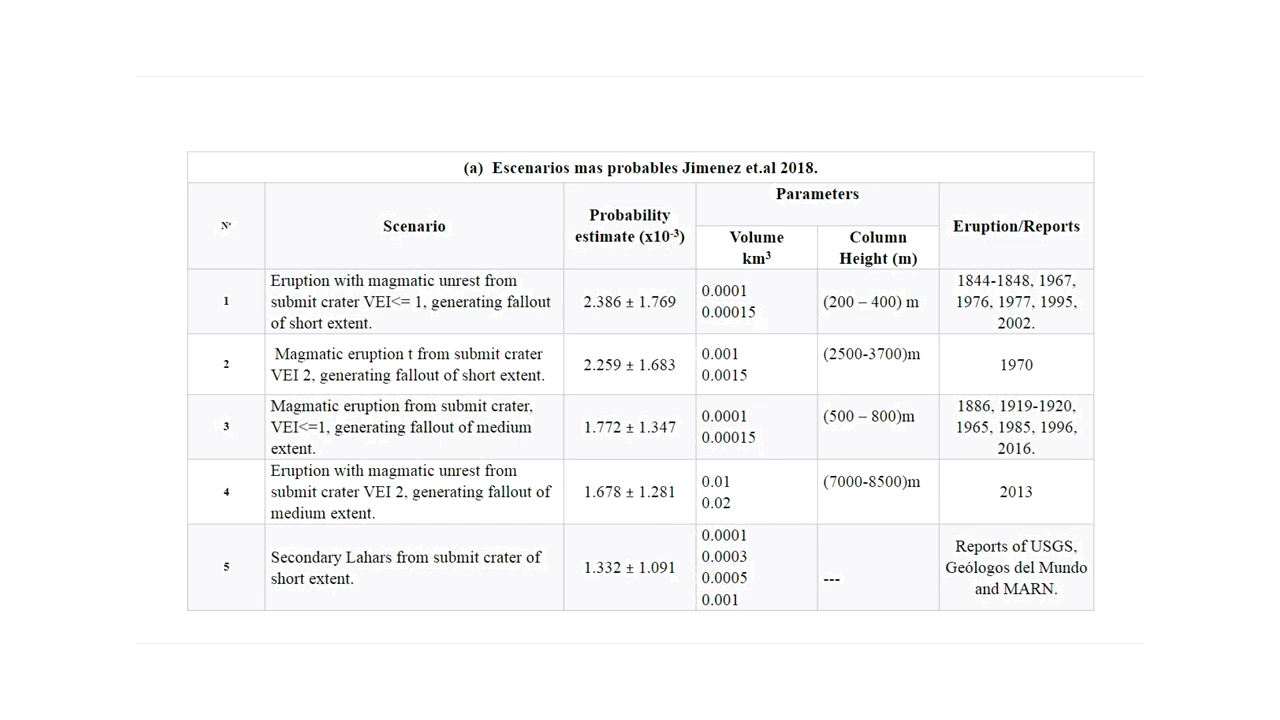 (a) Escenarios mas probables Jimenez et.al 2018.
N°
Scenario
Probability
estimate (x10⁻³)
Parameters
Volume
km³
Column
Height (m)
Eruption/Reports
1
Eruption with magmatic unrest from
submit crater VEI<= 1, generating fallout
of short extent.
2.386 ± 1.769
0.0001
0.00015
(200 – 400) m
1844-1848, 1967,
1976, 1977, 1995,
2002.
2
Magmatic eruption t from submit crater
VEI 2, generating fallout of short extent.
2.259 ± 1.683
0.001
0.0015
(2500-3700)m
1970
3
Magmatic eruption from submit crater,
VEI<=1, generating fallout of medium
extent.
1.772 ± 1.347
0.0001
0.00015
(500 – 800)m
1886, 1919-1920,
1965, 1985, 1996,
2016.
4
Eruption with magmatic unrest from
submit crater VEI 2, generating fallout of
medium extent.
1.678 ± 1.281
0.01
0.02
(7000-8500)m
2013
5
Secondary Lahars from submit crater of
short extent.
1.332 ± 1.091
0.0001
0.0003
0.0005
0.001
---
Reports of USGS,
Geólogos del Mundo
and MARN.